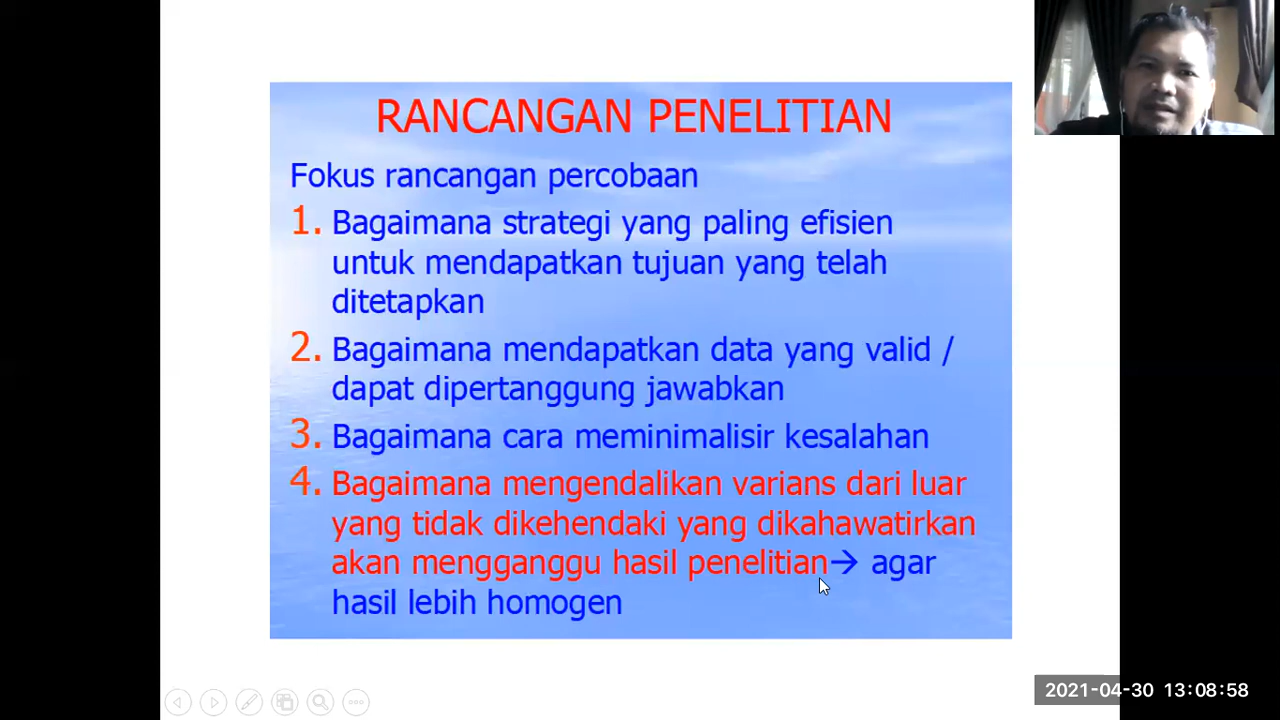 RANCANGAN PENELITIAN
Fokus rancangan percobaan
1. Bagaimana strategi yang paling efisien
untuk mendapatkan tujuan yang telah
ditetapkan
2. Bagaimana mendapatkan data yang valid /
dapat dipertanggung jawabkan
3. Bagaimana cara meminimalisir kesalahan
4. Bagaimana mengendalikan varians dari luar
yang tidak dikehendaki yang dikahawatirkan
akan mengganggu hasil penelitian→ agar
hasil lebih homogen
2021-04-30 13:08:58